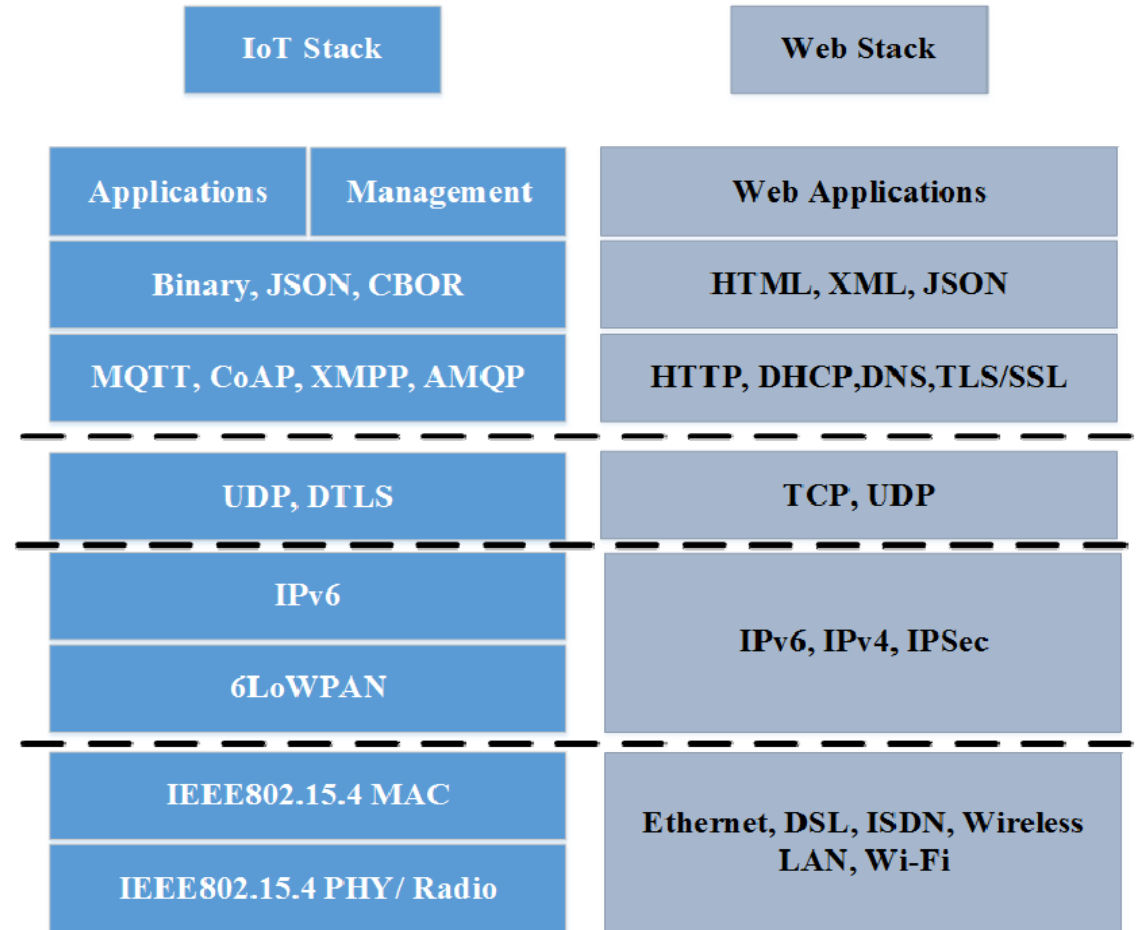 IoT Stack
Web Stack
Applications
Management
Web Applications
Binary, JSON, CBOR
HTML, XML, JSON
MQTT, CoAP, XMPP, AMQP
HTTP, DHCP,DNS,TLS/SSL
UDP, DTLS
TCP, UDP
IPv6
6LoWPAN
IPv6, IPv4, IPSec
IEEE802.15.4 MAC
IEEE802.15.4 PHY/ Radio
Ethernet, DSL, ISDN, Wireless
LAN, Wi-Fi